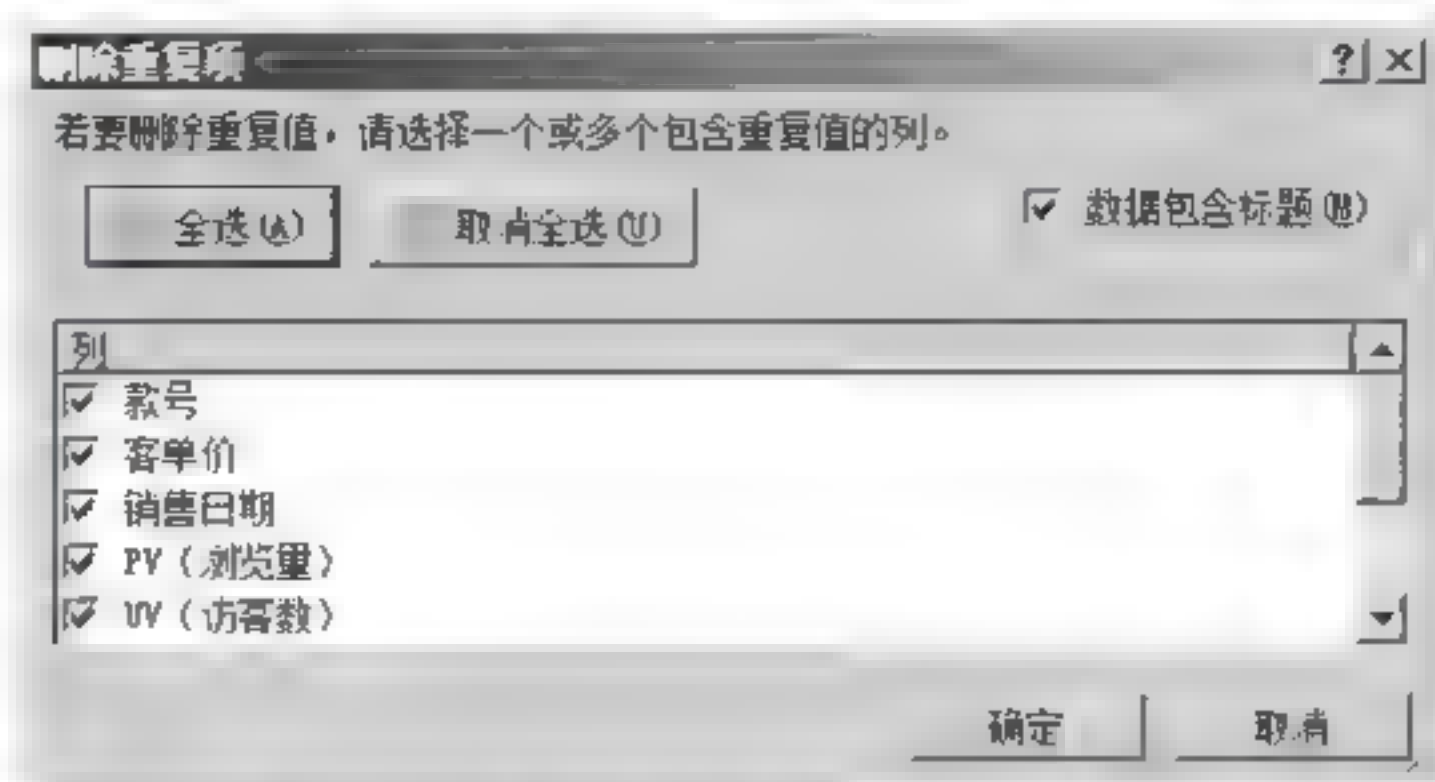 删除重复项
? ×
若要删除重复值，请选择一个或多个包含重复值的列。
全选(A) 取消全选(U) 数据包含标题(M)
列
款号
客单价
销售日期
PV（浏览量）
UV（访客数）
确定 取消